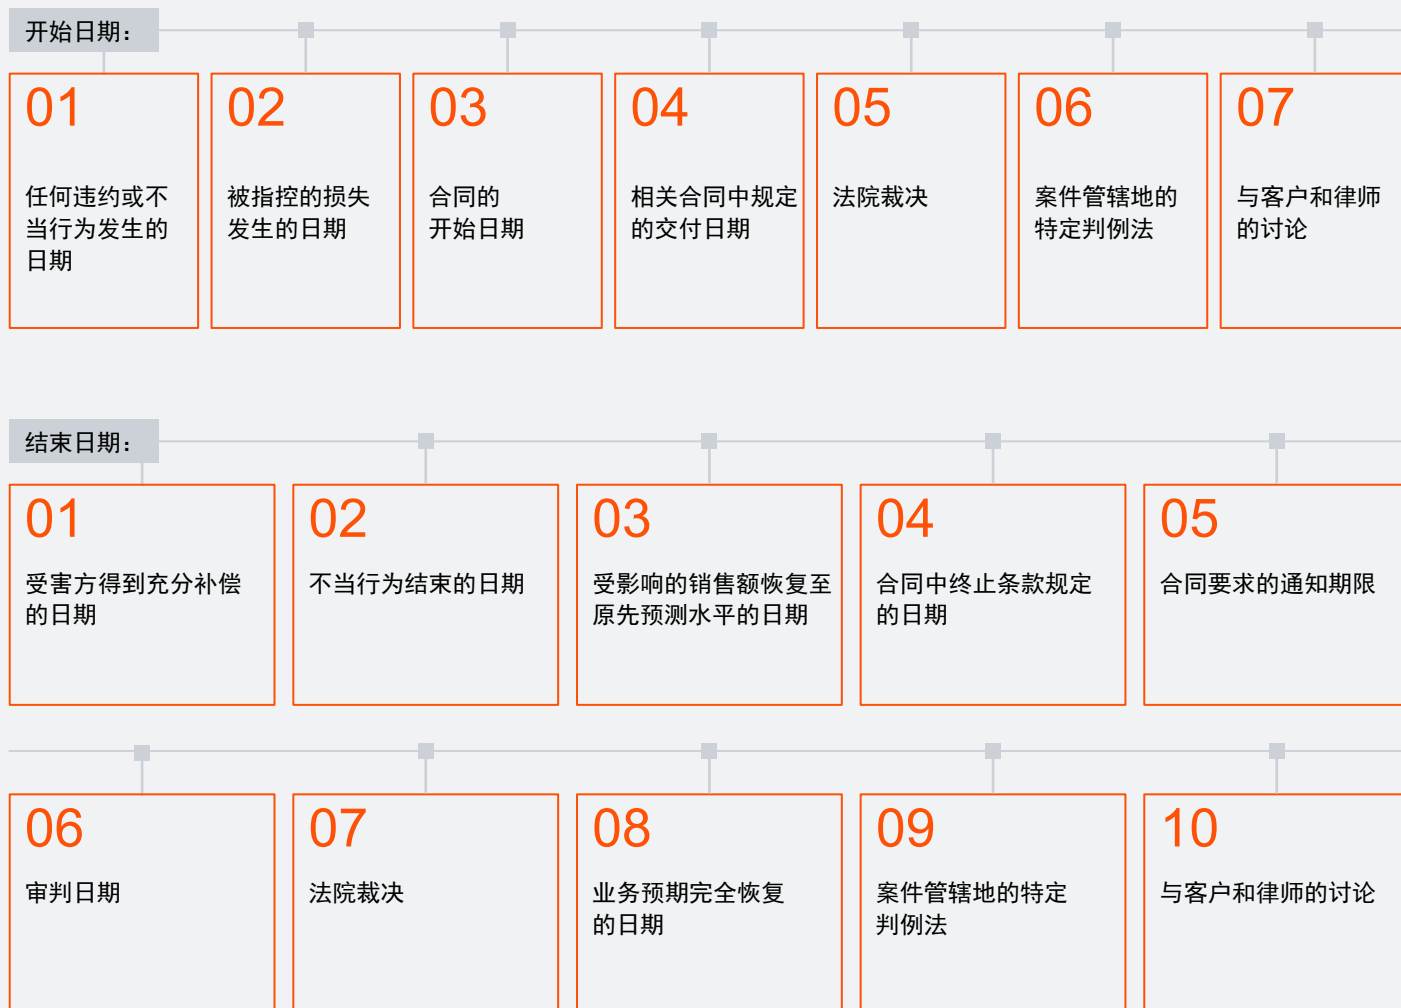 开始日期：
01
任何违约或不
当行为发生的
日期
02
被指控的损失
发生的日期
03
合同的
开始日期
04
相关合同中规定
的交付日期
05
法院裁决
06
案件管辖地的
特定判例法
07
与客户和律师
的讨论
结束日期：
01
受害方得到充分补偿
的日期
02
不当行为结束的日期
03
受影响的销售额恢复至
原先预测水平的日期
04
合同中终止条款规定
的日期
05
合同要求的通知期限
06
审判日期
07
法院裁决
08
业务预期完全恢复
的日期
09
案件管辖地的特定
判例法
10
与客户和律师的讨论